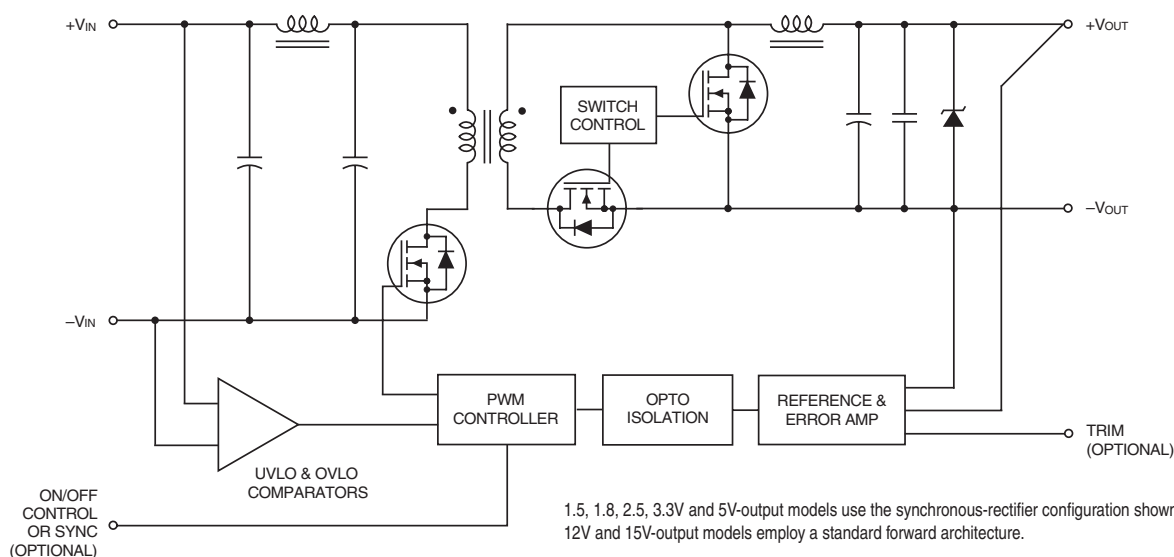 +VIN
+VOUT
SWITCH
CONTROL
–VOUT
–VIN
PWM
CONTROLLER
OPTO
ISOLATION
REFERENCE &
ERROR AMP
TRIM
(OPTIONAL)
UVLO & OVLO
COMPARATORS
ON/OFF
CONTROL
OR SYNC
(OPTIONAL)
1.5, 1.8, 2.5, 3.3V and 5V-output models use the synchronous-rectifier configuration shown
12V and 15V-output models employ a standard forward architecture.